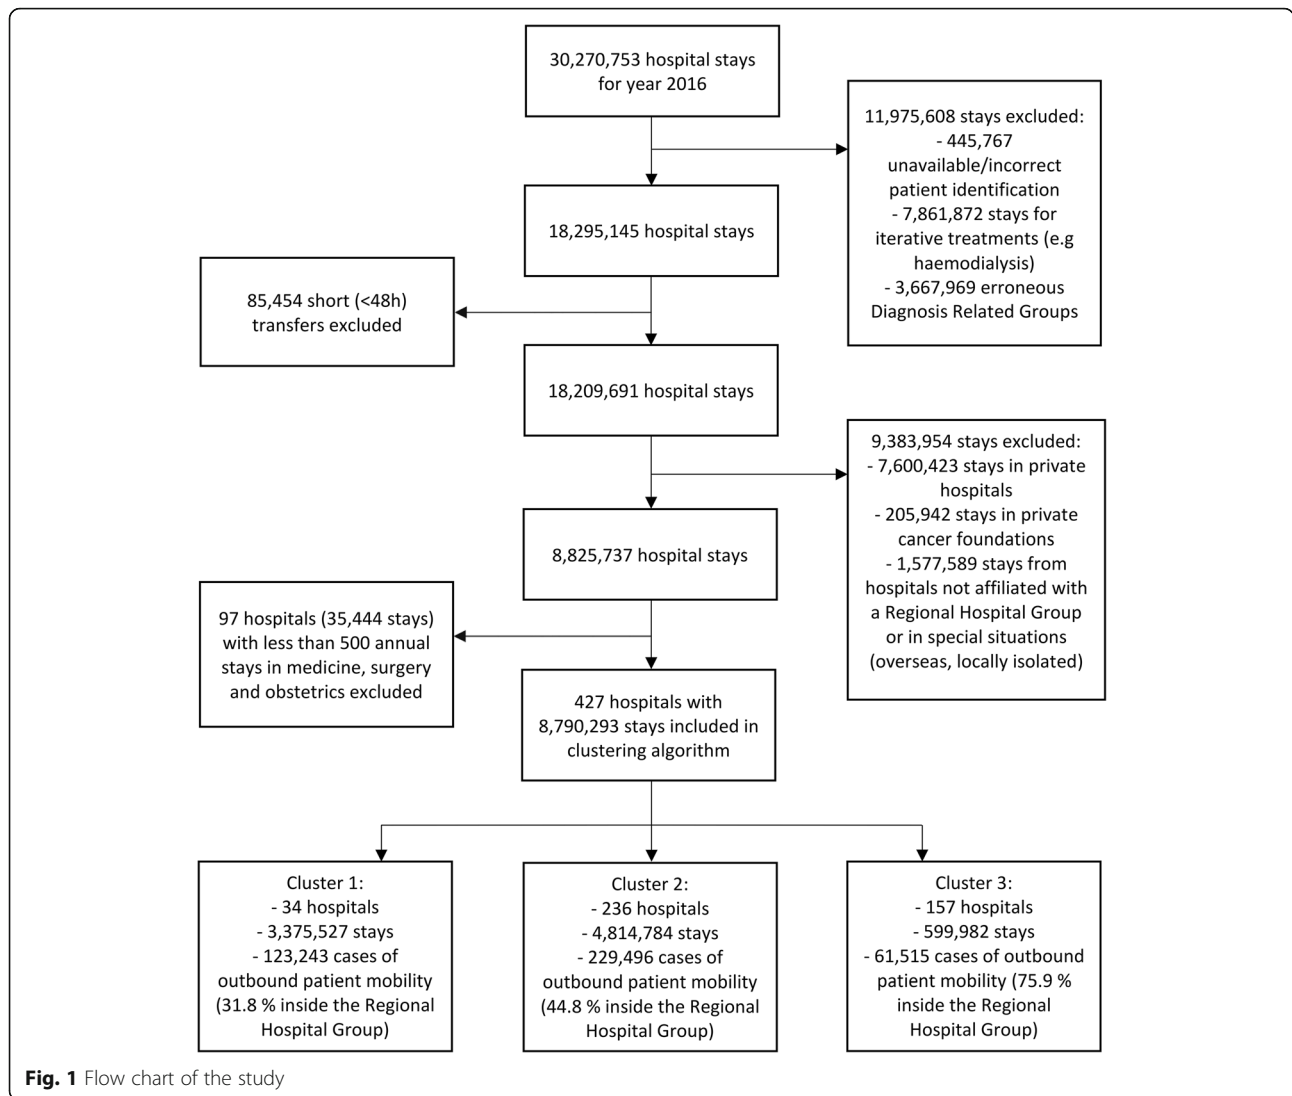 30,270,753 hospital stays
for year 2016
11,975,608 stays excluded:
- 445,767
unavailable/incorrect
patient identification
- 7,861,872 stays for
iterative treatments (e.g
haemodialysis)
- 3,667,969 erroneous
Diagnosis Related Groups
18,295,145 hospital stays
85,454 short (<48h)
transfers excluded
18,209,691 hospital stays
9,383,954 stays excluded:
- 7,600,423 stays in private
hospitals
- 205,942 stays in private
cancer foundations
- 1,577,589 stays from
hospitals not affiliated with
a Regional Hospital Group
or in special situations
(overseas, locally isolated)
8,825,737 hospital stays
97 hospitals (35,444 stays)
with less than 500 annual
stays in medicine, surgery
and obstetrics excluded
427 hospitals with
8,790,293 stays included in
clustering algorithm
Cluster 1:
- 34 hospitals
- 3,375,527 stays
- 123,243 cases of
outbound patient mobility
(31.8 % inside the Regional
Hospital Group)
Cluster 2:
- 236 hospitals
- 4,814,784 stays
- 229,496 cases of
outbound patient mobility
(44.8 % inside the Regional
Hospital Group)
Cluster 3:
- 157 hospitals
- 599,982 stays
- 61,515 cases of outbound
patient mobility (75.9 %
inside the Regional
Hospital Group)
Fig. 1 Flow chart of the study